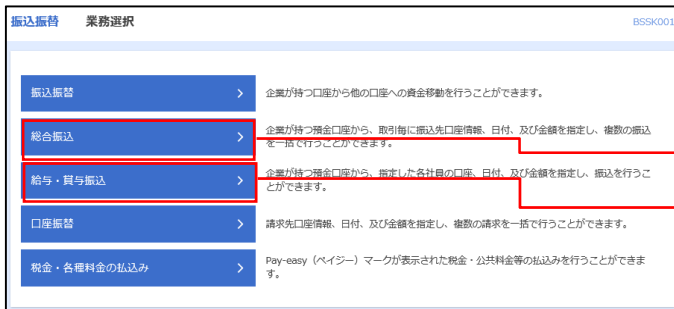 振込振替 業務選択 BSSK001
振込振替 企業が持つ口座から他の口座への資金移動を行うことができます。
総合振込 企業が持つ預金口座から、取引毎に振込先口座情報、日付、及び金額を指定し、複数の振込
を一括で行うことができます。
給与・賞与振込 企業が持つ預金口座から、指定した各社員の口座、日付、及び金額を指定し、振込を行うこ
とができます。
口座振替 請求先口座情報、日付、及び金額を指定し、複数の請求を一括で行うことができます。
税金・各種料金の払込み Pay-easy（ペイジー）マークが表示された税金・公共料金等の払込みを行うことができま
す。